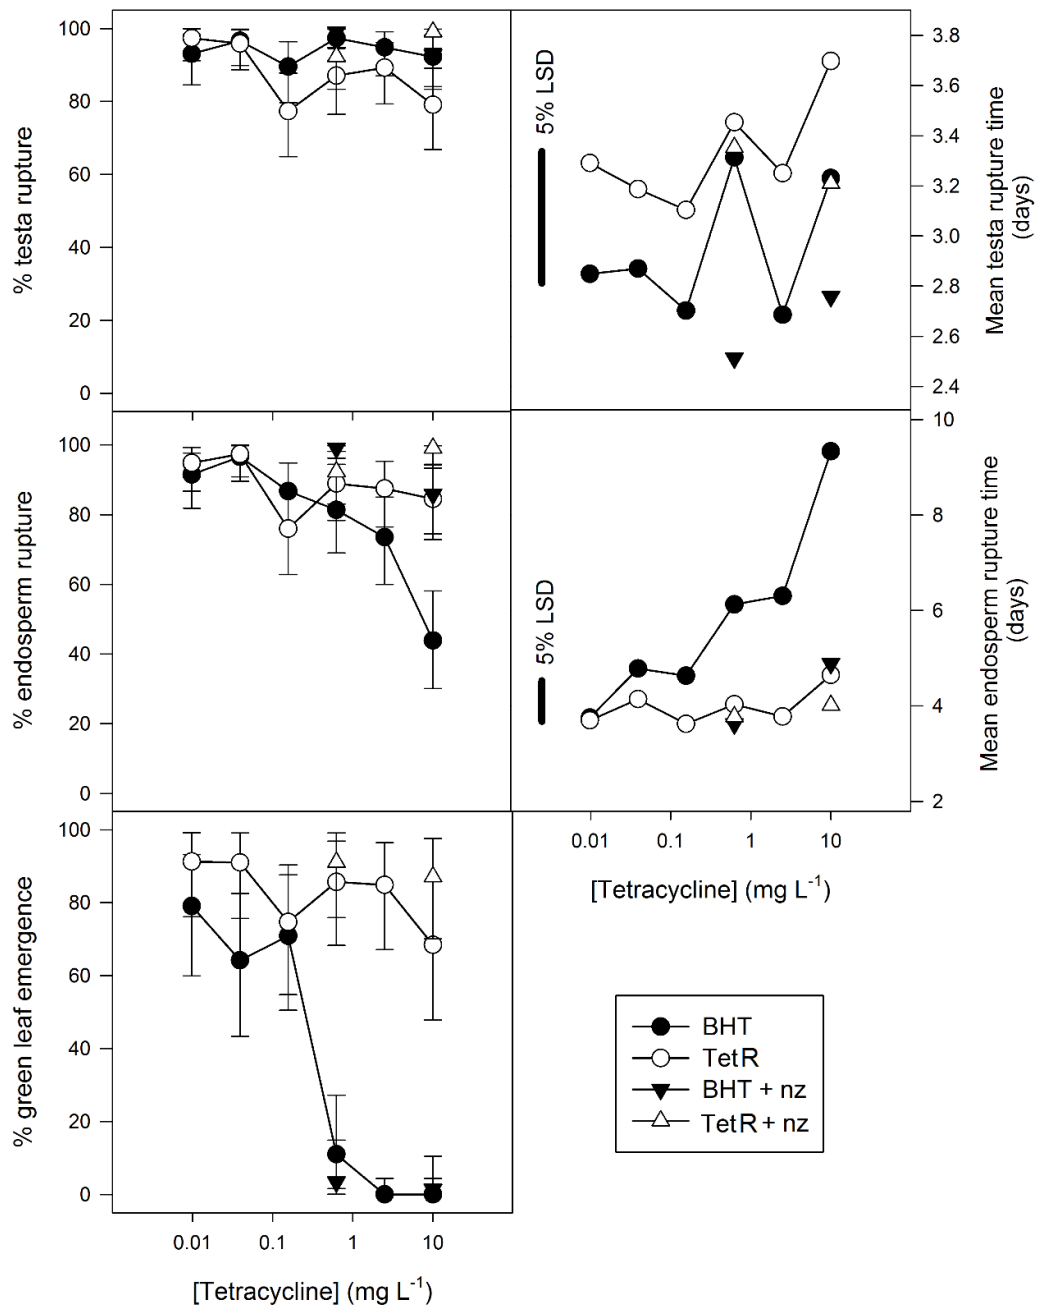 100
80
60
40
20
0
% testa rupture
5% LSD
3.8
3.6
3.4
3.2
3.0
2.8
2.6
2.4
Mean testa rupture time
(days)
100
80
60
40
20
0
% endosperm rupture
5% LSD
10
8
6
4
2
Mean endosperm rupture time
(days)
0.01
0.1
1
10
[Tetracycline] (mg L⁻¹)
100
80
60
40
20
0
% green leaf emergence
0.01
0.1
1
10
[Tetracycline] (mg L⁻¹)
BHT
TetR
BHT + nz
TetR + nz